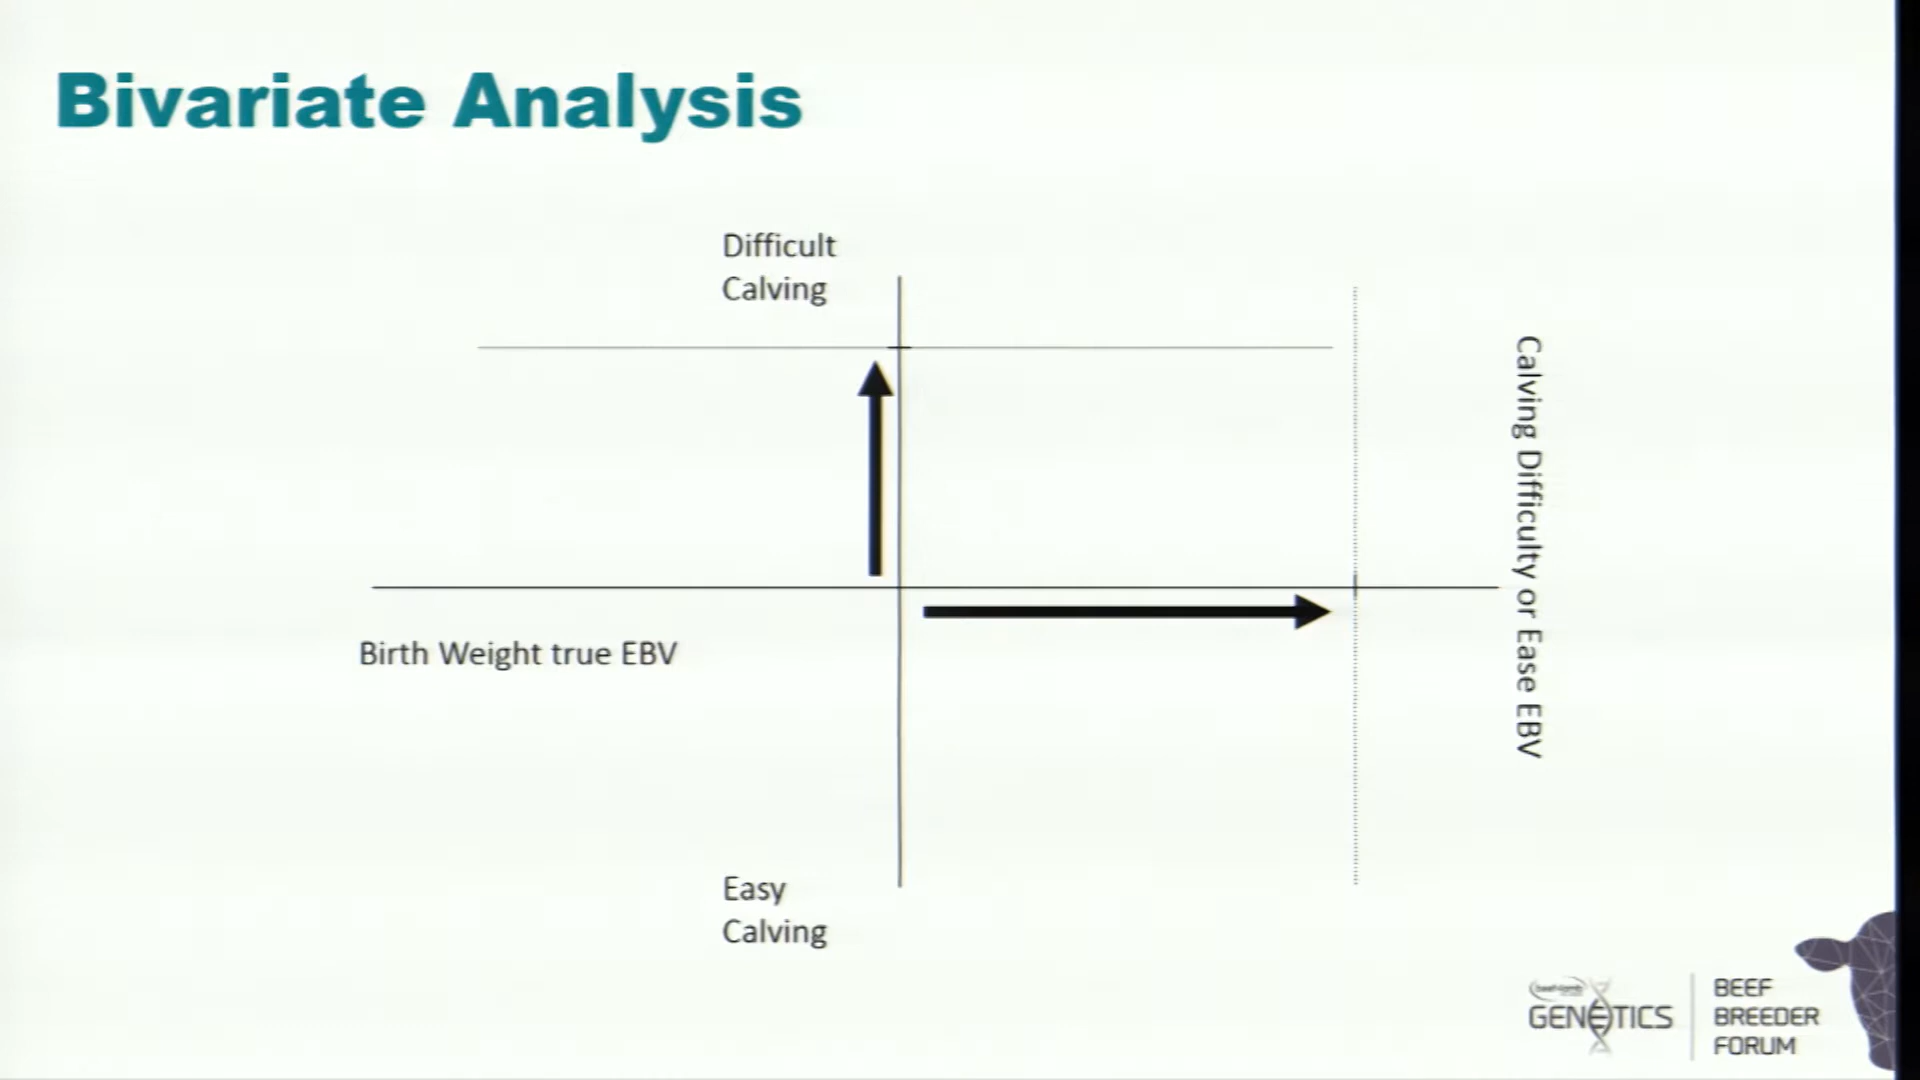 Bivariate Analysis
Difficult
Calving
Calving Difficulty or Ease EBV
Birth Weight true EBV
Easy
Calving
GENETICS
BEEF
BREEDER
FORUM